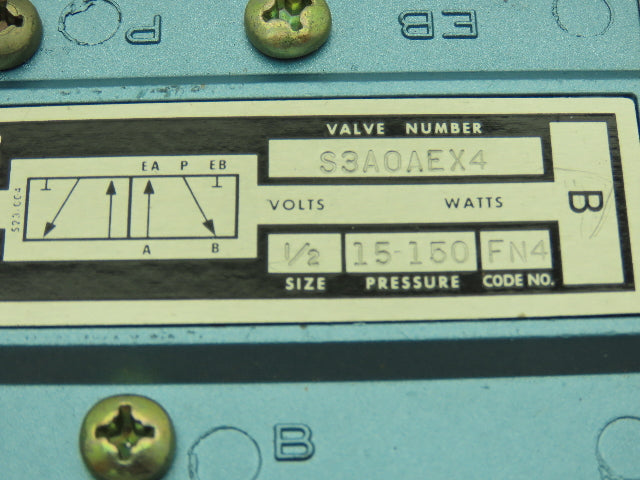 P EB
VALVE NUMBER
S3A0AEX4
EA P EB
VOLTS WATTS
A B
1/2 15-150 FN4
SIZE PRESSURE CODE NO.
B
B